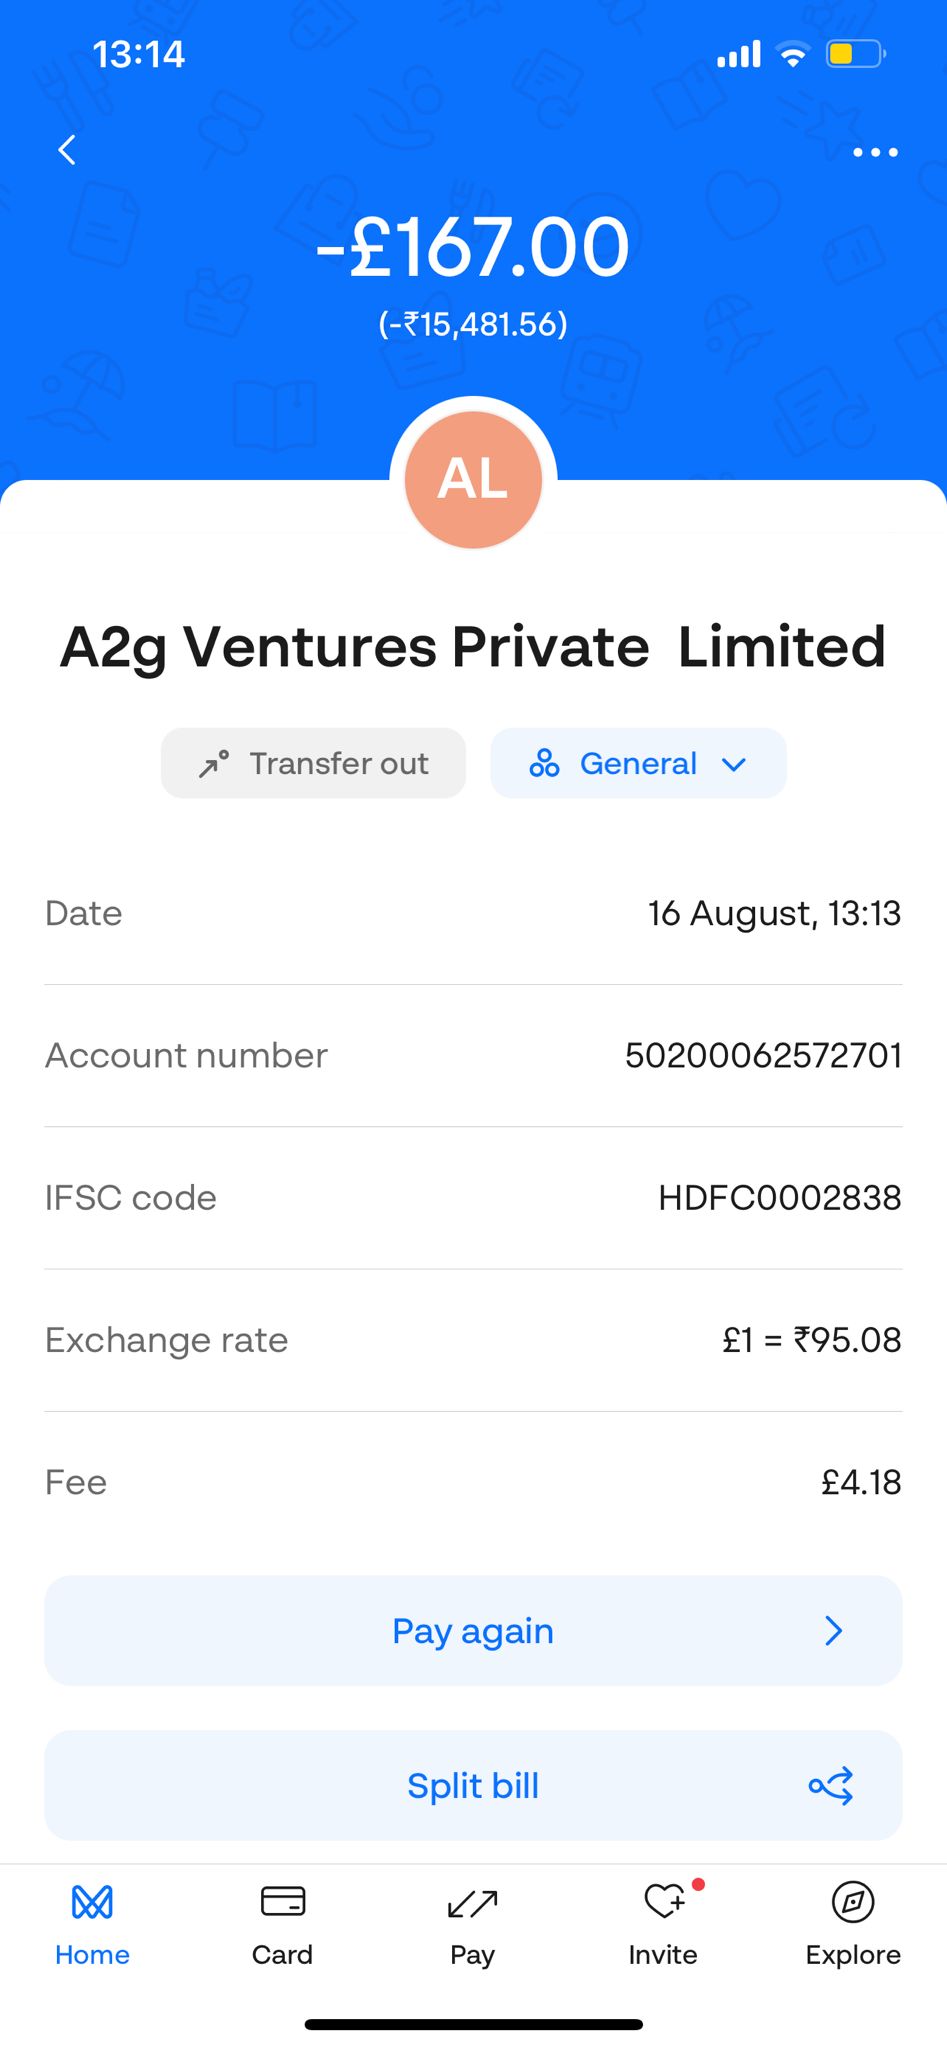 13:14
-£167.00
(-₹15,481.56)
AL
A2g Ventures Private  Limited
Transfer out
General
Date
16 August, 13:13
Account number
50200062572701
IFSC code
HDFC0002838
Exchange rate
£1 = ₹95.08
Fee
£4.18
Pay again
Split bill
Home
Card
Pay
Invite
Explore